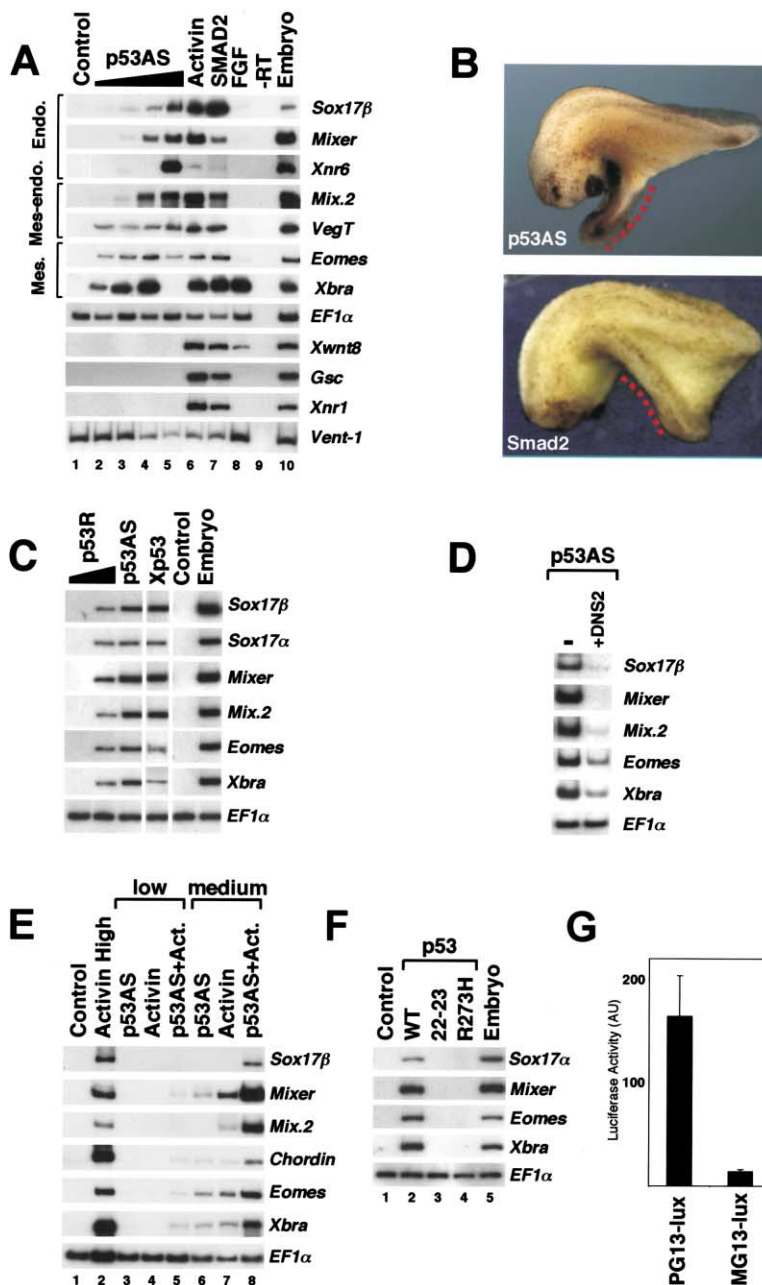 A
Control
p53AS
Activin
SMAD2
FGF
-RT
Embryo
Endo.
Mes-endo.
Mes.
Sox17β
Mixer
Xnr6
Mix.2
VegT
Eomes
Xbra
EF1α
Xwnt8
Gsc
Xnr1
Vent-1
1 2 3 4 5 6 7 8 9 10
B
p53AS
Smad2
C
p53R
p53AS
Xp53
Control
Embryo
Sox17β
Sox17α
Mixer
Mix.2
Eomes
Xbra
EF1α
D
p53AS
-
+DNS2
Sox17β
Mixer
Mix.2
Eomes
Xbra
EF1α
E
low medium
Control
Activin High
p53AS
Activin
p53AS+Act.
p53AS
Activin
p53AS+Act.
Sox17β
Mixer
Mix.2
Chordin
Eomes
Xbra
EF1α
1 2 3 4 5 6 7 8
F
p53
Control
WT
22-23
R273H
Embryo
Sox17α
Mixer
Eomes
Xbra
EF1α
1 2 3 4 5
G
Luciferase Activity (AU)
200
100
PG13-lux
MG13-lux